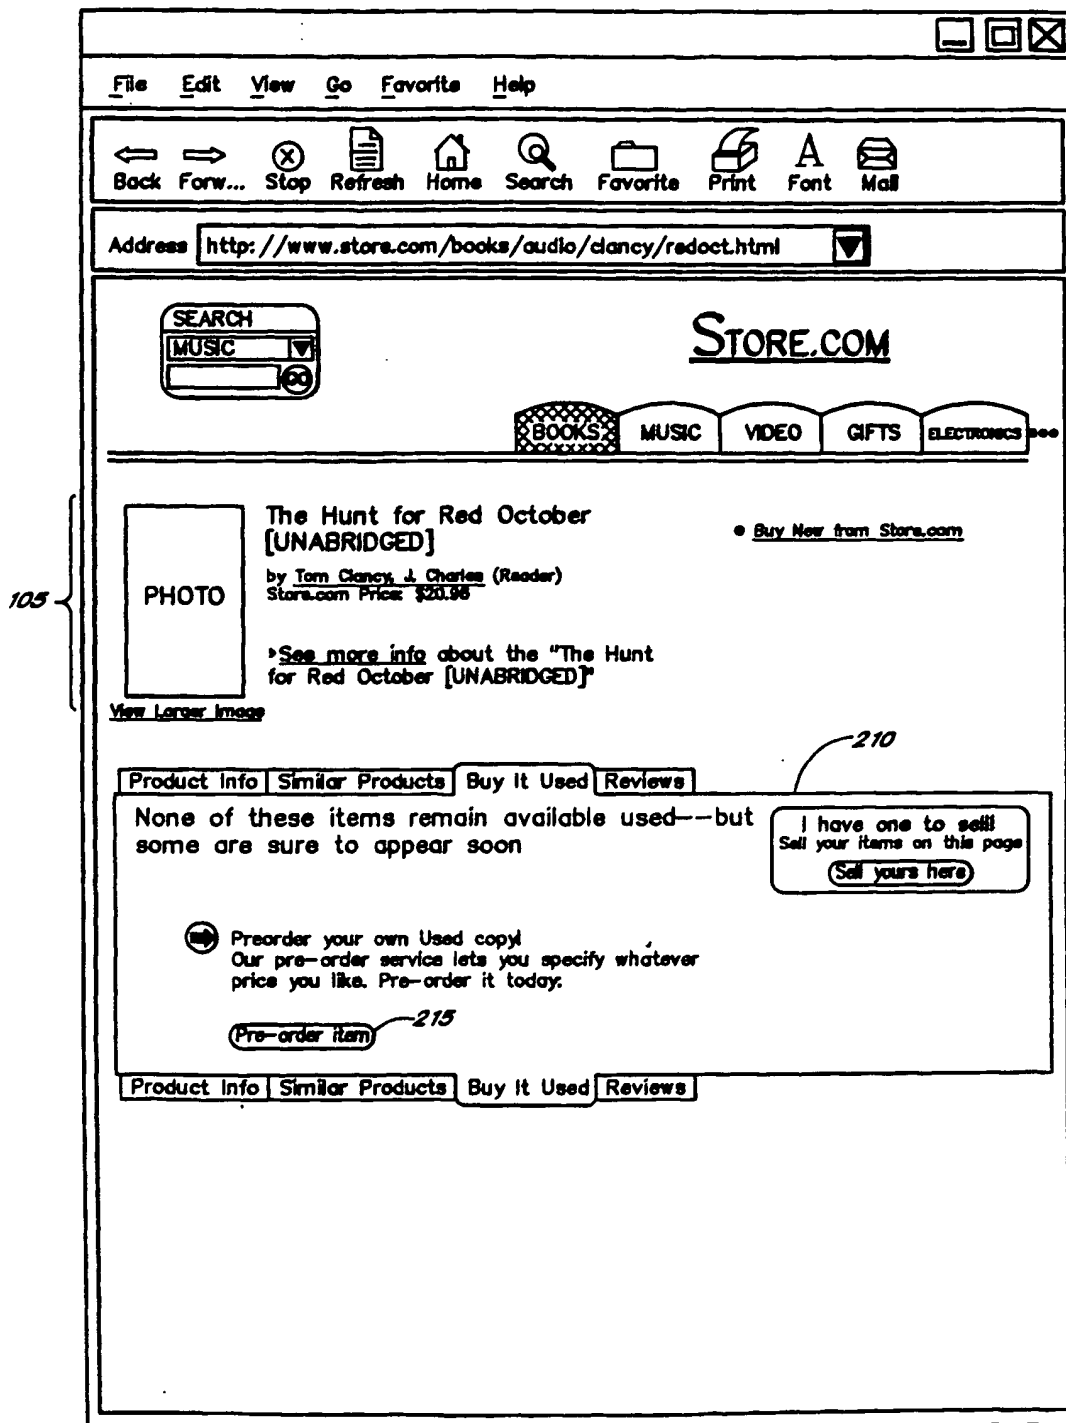 File Edit View Go Favorite Help
Back Forw... Stop Refresh Home Search Favorite Print Font Mail
Address http://www.store.com/books/audio/clancy/redoct.html
SEARCH
MUSIC
GO
STORE.COM
BOOKS MUSIC VIDEO GIFTS ELECTRONICS
105
PHOTO
The Hunt for Red October
[UNABRIDGED]
by Tom Clancy, J. Charles (Reader)
Store.com Price: $20.96
• Buy New from Store.com
See more info about the "The Hunt
for Red October [UNABRIDGED]"
View Larger Image
210
Product Info Similar Products Buy It Used Reviews
None of these items remain available used--but
some are sure to appear soon
I have one to sell!
Sell your items on this page
Sell yours here
Preorder your own Used copy!
Our pre-order service lets you specify whatever
price you like. Pre-order it today.
Pre-order item
215
Product Info Similar Products Buy It Used Reviews